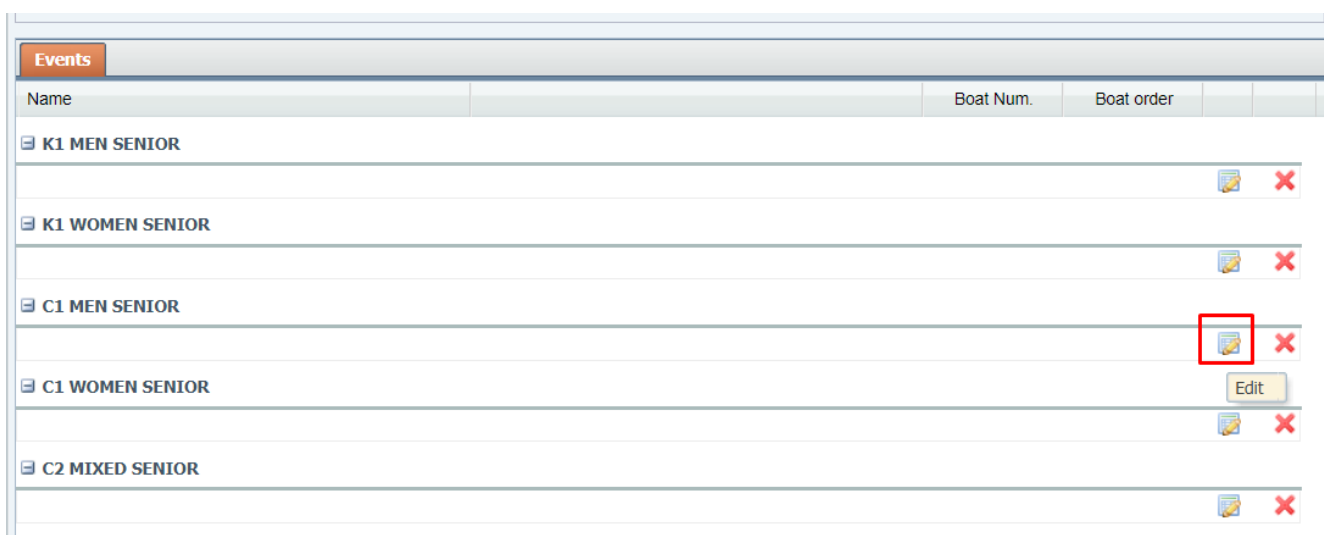 Events
Name Boat Num. Boat order
K1 MEN SENIOR
K1 WOMEN SENIOR
C1 MEN SENIOR
C1 WOMEN SENIOR
Edit
C2 MIXED SENIOR